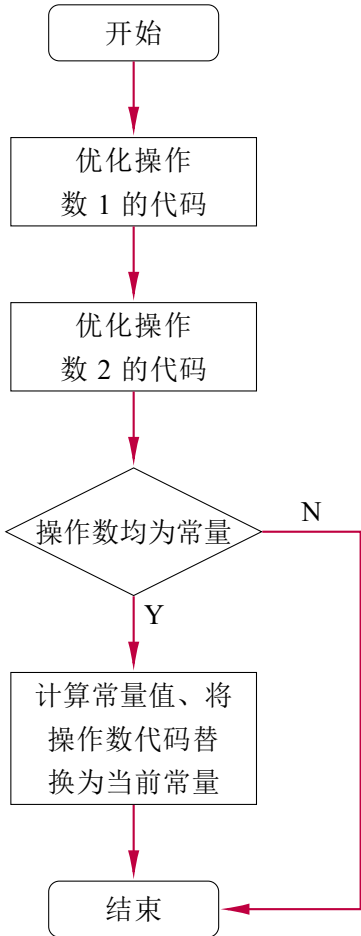 开始
优化操作
数 1 的代码
优化操作
数 2 的代码
操作数均为常量
N
Y
计算常量值、将
操作数代码替
换为当前常量
结束